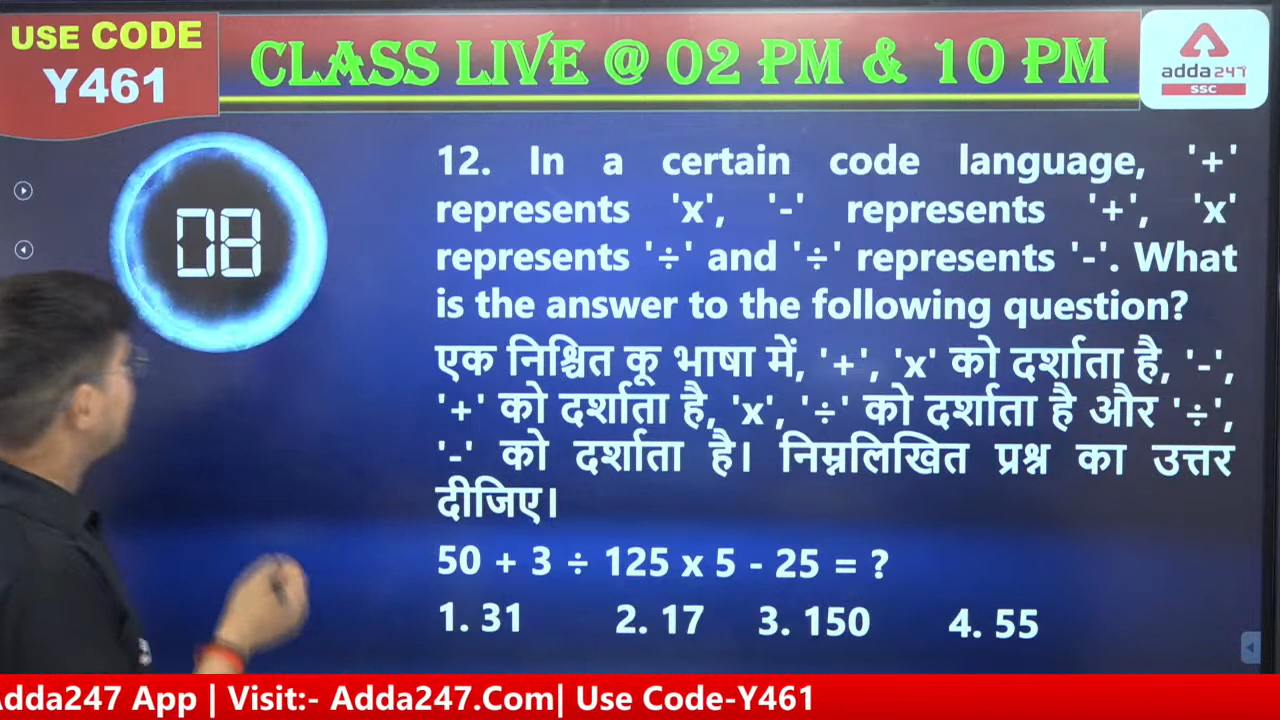 USE CODE
Y461
CLASS LIVE @ 02 PM & 10 PM
adda247
SSC
08
12. In a certain code language, '+'
represents 'x', '-' represents '+', 'x'
represents '÷' and '÷' represents '-'. What
is the answer to the following question?
एक निश्चित कू भाषा में, '+', 'x' को दर्शाता है, '-',
'+' को दर्शाता है, 'x', '÷' को दर्शाता है और '÷',
'-' को दर्शाता है। निम्नलिखित प्रश्न का उत्तर
दीजिए।
50 + 3 ÷ 125 x 5 - 25 = ?
1. 31 2. 17 3. 150 4. 55
Adda247 App | Visit:- Adda247.Com| Use Code-Y461